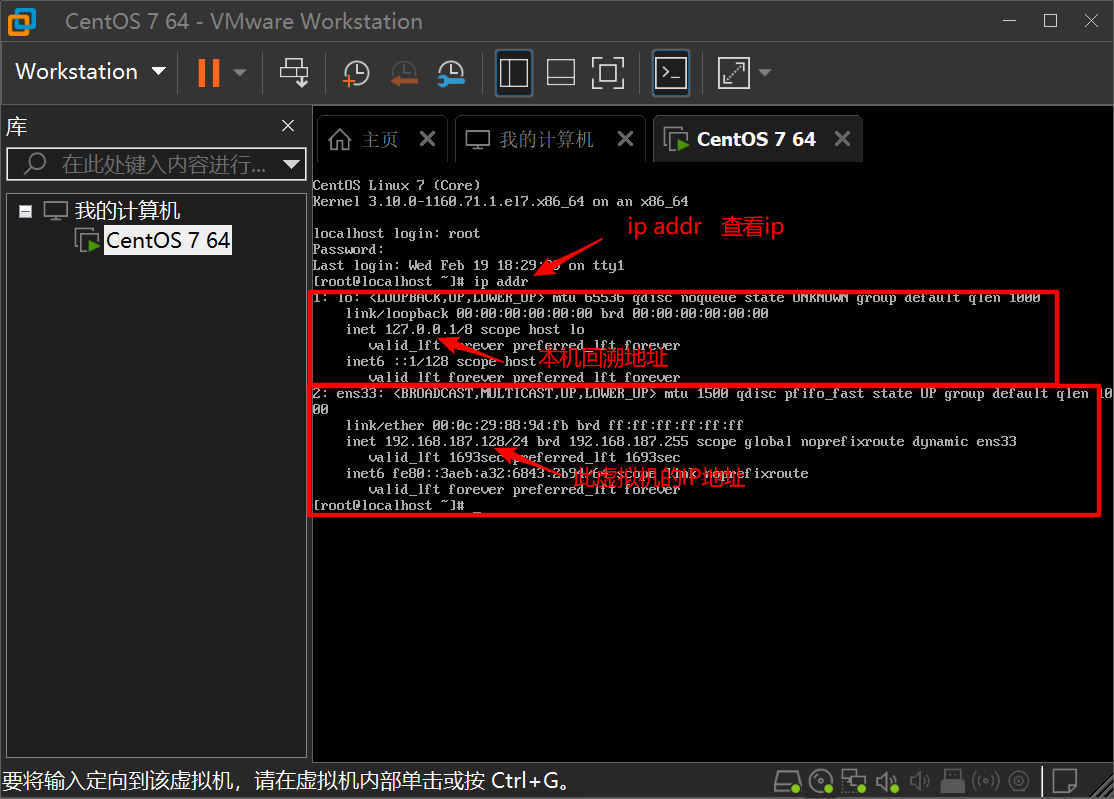 CentOS 7 64 - VMware Workstation
Workstation
库
在此处键入内容进行...
我的计算机
CentOS 7 64
主页
我的计算机
CentOS 7 64
CentOS Linux 7 (Core)
Kernel 3.10.0-1160.71.1.el7.x86_64 on an x86_64
ip addr 查看ip
localhost login: root
Password:
Last login: Wed Feb 19 18:29: on tty1
[root@localhost ~]# ip addr
1: lo: <LOOPBACK,UP,LOWER_UP> mtu 65536 qdisc noqueue state UNKNOWN group default qlen 1000
link/loopback 00:00:00:00:00:00 brd 00:00:00:00:00:00
inet 127.0.0.1/8 scope host lo
valid_lft forever preferred_lft forever
本机回溯地址
inet6 ::1/128 scope host
valid_lft forever preferred_lft forever
2: ens33: <BROADCAST,MULTICAST,UP,LOWER_UP> mtu 1500 qdisc pfifo_fast state UP group default qlen 10
00
link/ether 00:0c:29:88:9d:fb brd ff:ff:ff:ff:ff:ff
inet 192.168.187.128/24 brd 192.168.187.255 scope global noprefixroute dynamic ens33
valid_lft 1693sec preferred_lft 1693sec
此虚拟机的IP地址
inet6 fe80::3aeb:a32:6843:2b94/64 scope link noprefixroute
valid_lft forever preferred_lft forever
[root@localhost ~]# _
要将输入定向到该虚拟机，请在虚拟机内部单击或按 Ctrl+G。